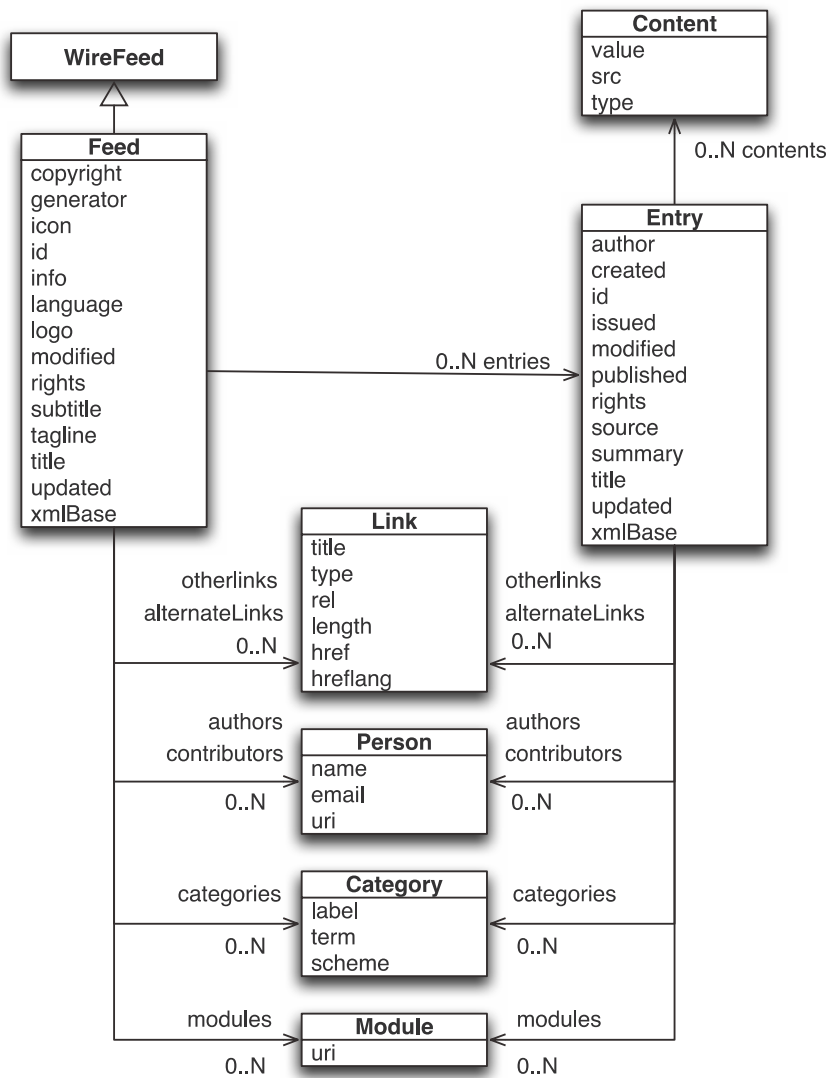 WireFeed
Feed
copyright
generator
icon
id
info
language
logo
modified
rights
subtitle
tagline
title
updated
xmlBase
Content
value
src
type
0..N contents
Entry
author
created
id
issued
modified
published
rights
source
summary
title
updated
xmlBase
0..N entries
Link
title
type
rel
length
href
hreflang
otherlinks
alternateLinks
0..N
otherlinks
alternateLinks
0..N
Person
name
email
uri
authors
contributors
0..N
authors
contributors
0..N
Category
label
term
scheme
categories
0..N
categories
0..N
Module
uri
modules
0..N
modules
0..N